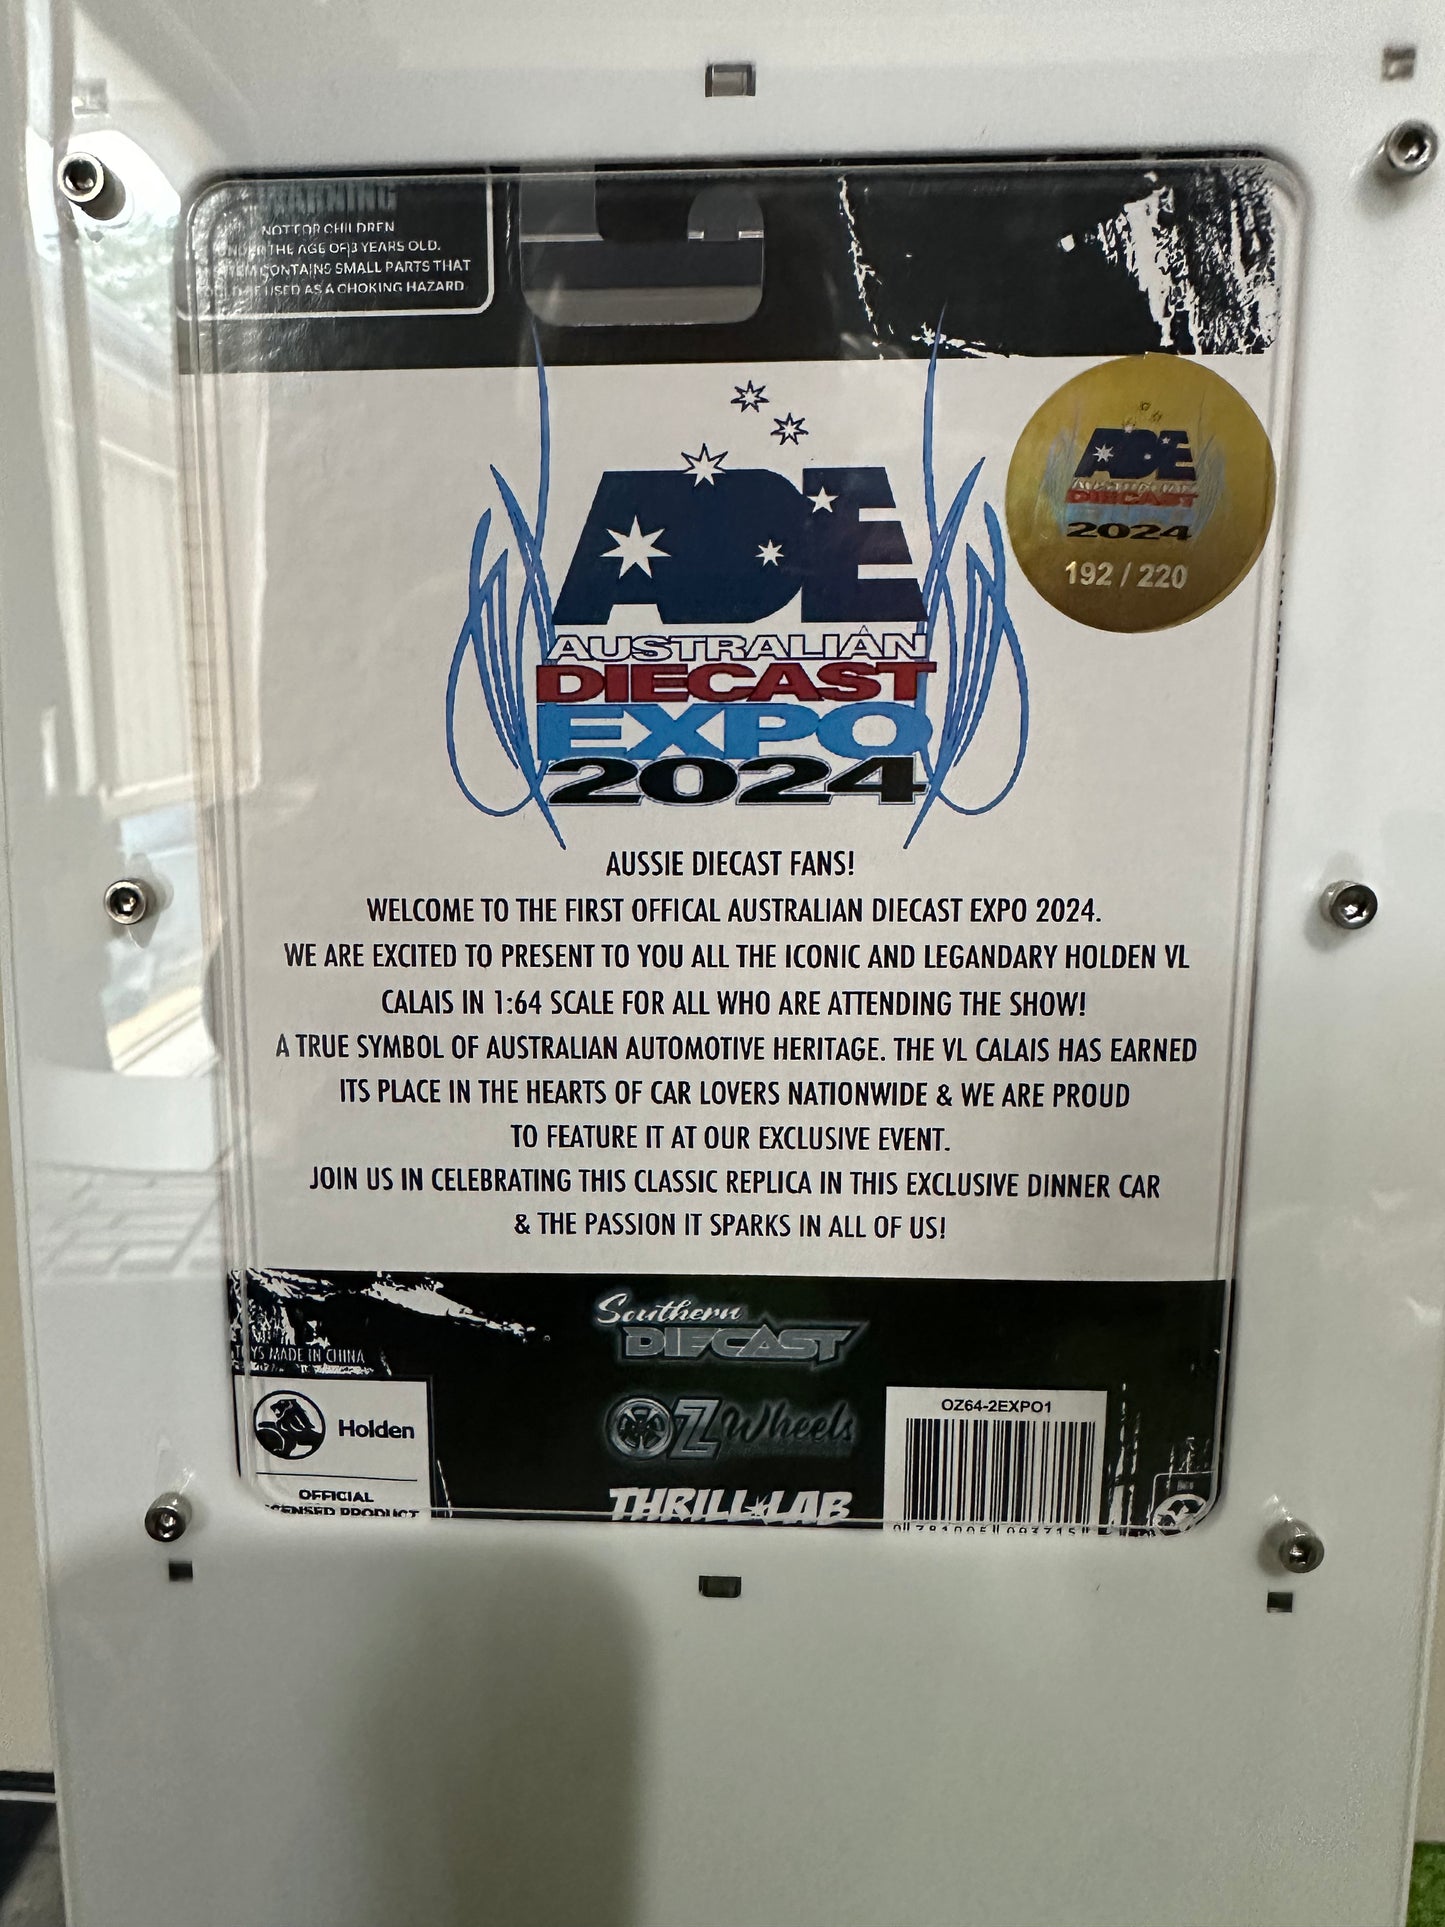 WARNING
NOT FOR CHILDREN
THE AGE OF 3 YEARS OLD.
CONTAINS SMALL PARTS THAT
USED AS A CHOKING HAZARD
ADE
AUSTRALIAN
DIECAST
EXPO
2024
ADE
AUSTRALIAN
DIECAST
2024
192 / 220
AUSSIE DIECAST FANS!
WELCOME TO THE FIRST OFFICAL AUSTRALIAN DIECAST EXPO 2024.
WE ARE EXCITED TO PRESENT TO YOU ALL THE ICONIC AND LEGANDARY HOLDEN VL
CALAIS IN 1:64 SCALE FOR ALL WHO ARE ATTENDING THE SHOW!
A TRUE SYMBOL OF AUSTRALIAN AUTOMOTIVE HERITAGE. THE VL CALAIS HAS EARNED
ITS PLACE IN THE HEARTS OF CAR LOVERS NATIONWIDE & WE ARE PROUD
TO FEATURE IT AT OUR EXCLUSIVE EVENT.
JOIN US IN CELEBRATING THIS CLASSIC REPLICA IN THIS EXCLUSIVE DINNER CAR
& THE PASSION IT SPARKS IN ALL OF US!
TOYS MADE IN CHINA
Southern
DIECAST
OZ Wheels
THRILL LAB
Holden
OFFICIAL
LICENSED PRODUCT
OZ64-2EXPO1